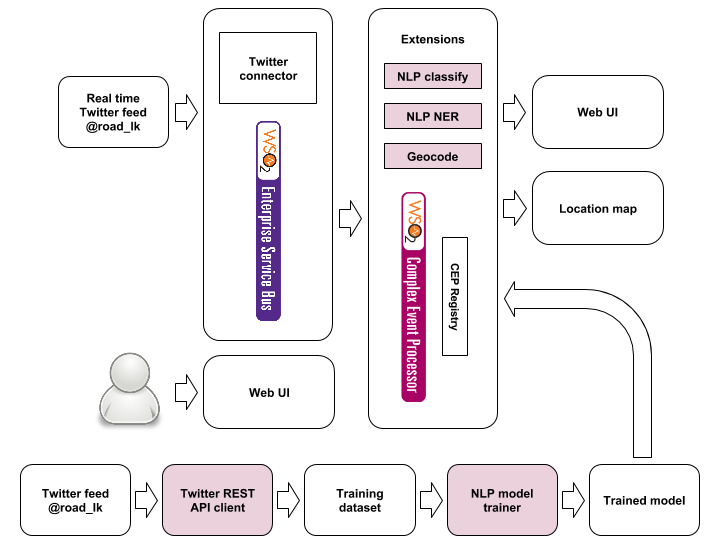 Twitter
connector
WSO2
Enterprise Service Bus
Real time
Twitter feed
@road_lk
Extensions
NLP classify
NLP NER
Geocode
WSO2
Complex Event Processor
CEP Registry
Web UI
Location map
Web UI
Twitter feed
@road_lk
Twitter REST
API client
Training
dataset
NLP model
trainer
Trained model